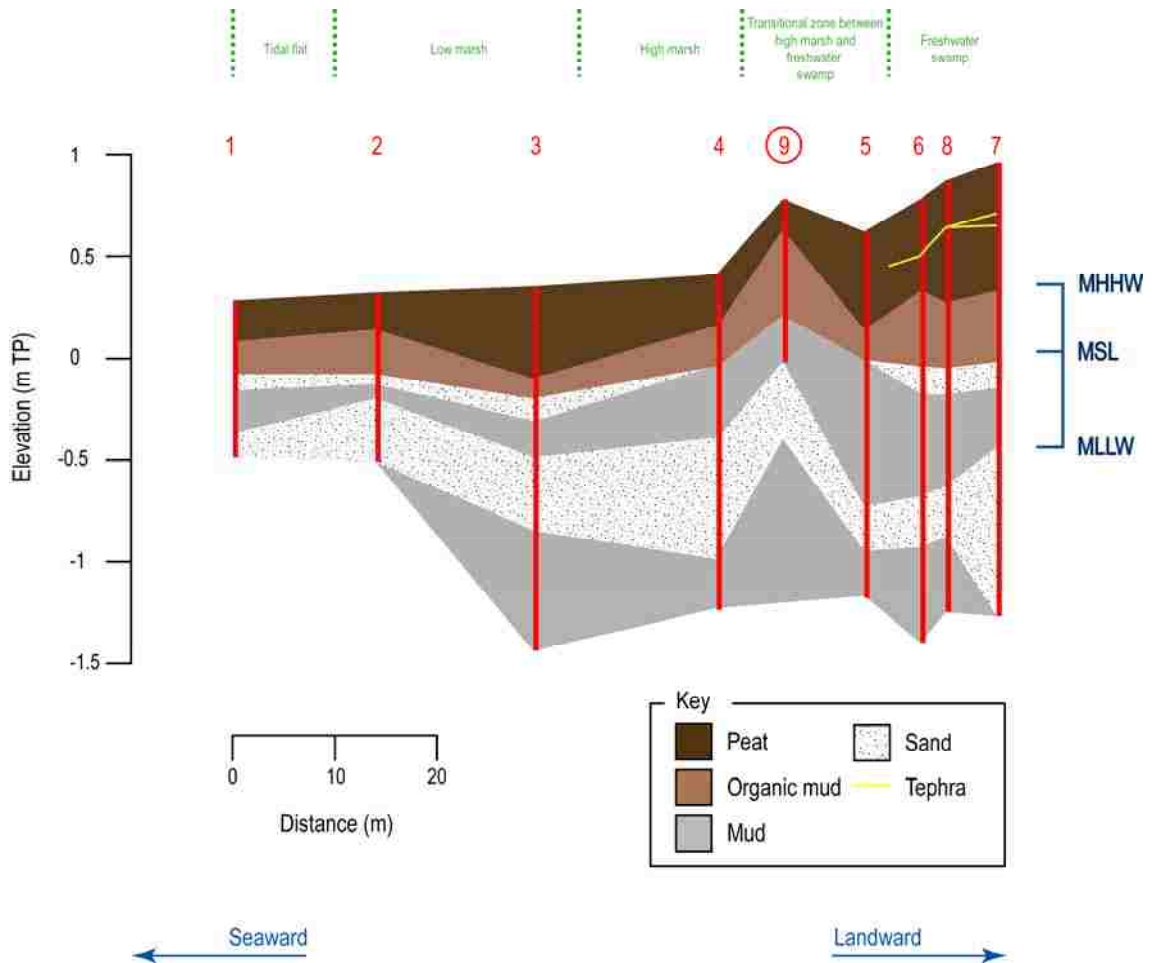 Tidal flat
Low marsh
High marsh
Transitional zone between
high marsh and
freshwater
swamp
Freshwater
swamp
1 2 3 4 9 5 6 8 7
1
0.5
0
-0.5
-1
-1.5
Elevation (m TP)
MHHW
MSL
MLLW
0 10 20
Distance (m)
Key
Peat
Organic mud
Mud
Sand
Tephra
Seaward
Landward